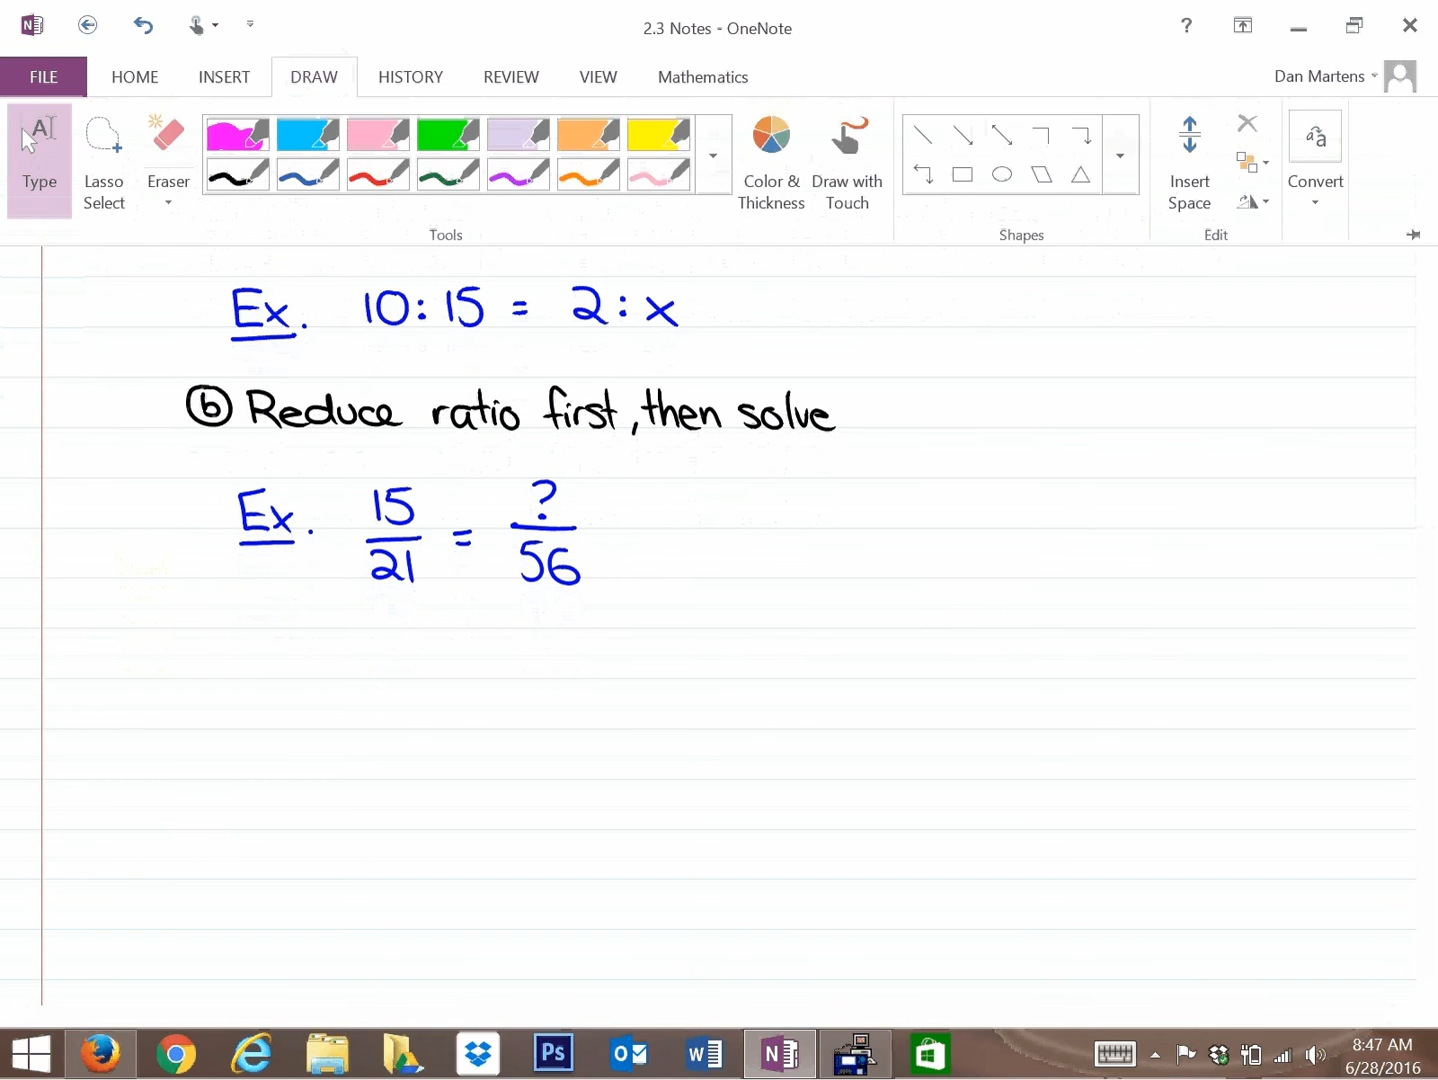 2.3 Notes - OneNote
?
FILE HOME INSERT DRAW HISTORY REVIEW VIEW Mathematics
Dan Martens
Type
Lasso Select
Eraser
Color & Thickness
Draw with Touch
Insert Space
Convert
Tools
Shapes
Edit
Ex. 10 : 15 = 2 : x
ⓑ Reduce ratio first, then solve
Ex. 15/21 = ?/56
8:47 AM
6/28/2016